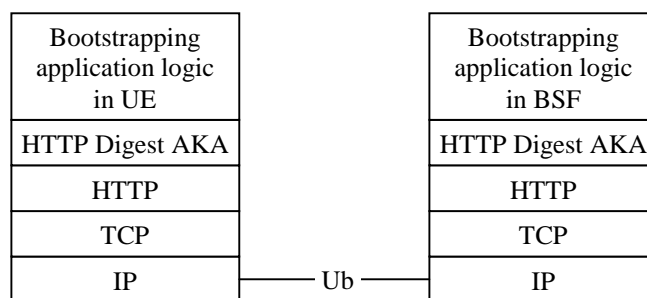 Bootstrapping
application logic
in UE
HTTP Digest AKA
HTTP
TCP
IP
Ub
Bootstrapping
application logic
in BSF
HTTP Digest AKA
HTTP
TCP
IP